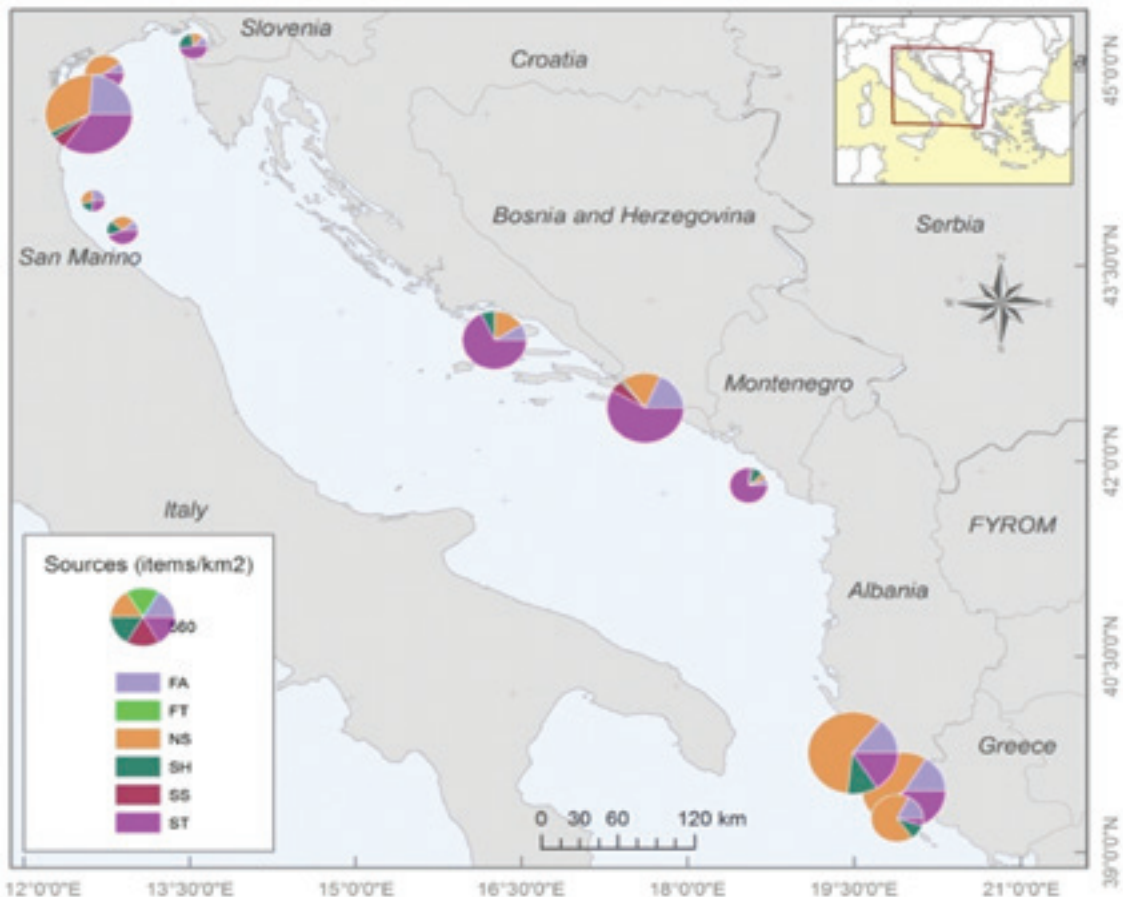 Slovenia
Croatia
a
45°0'0"N
Bosnia and Herzegovina
Serbia
San Marino
N
W
E
S
43°30'0"N
Montenegro
42°0'0"N
Italy
FYROM
Sources (items/km2)
Albania
560
40°30'0"N
FA
FT
NS
Greece
SH
SS
0 30 60 120 km
ST
39°0'0"N
12°0'0"E 13°30'0"E 15°0'0"E 16°30'0"E 18°0'0"E 19°30'0"E 21°0'0"E